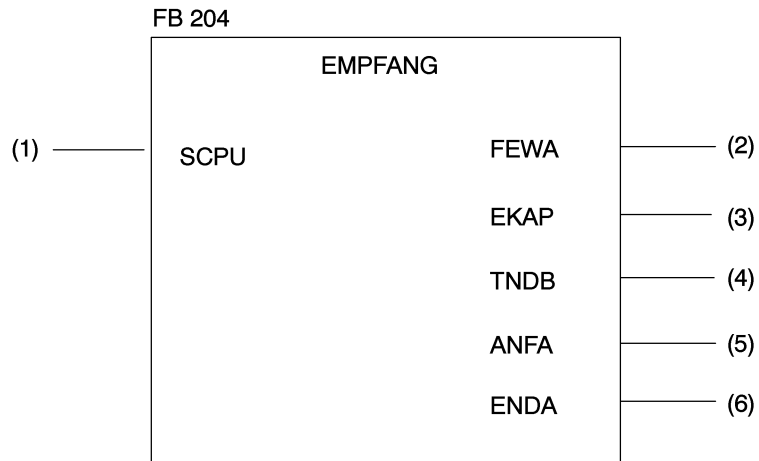 FB 204
EMPFANG
(1) SCPU FEWA (2)
EKAP (3)
TNDB (4)
ANFA (5)
ENDA (6)